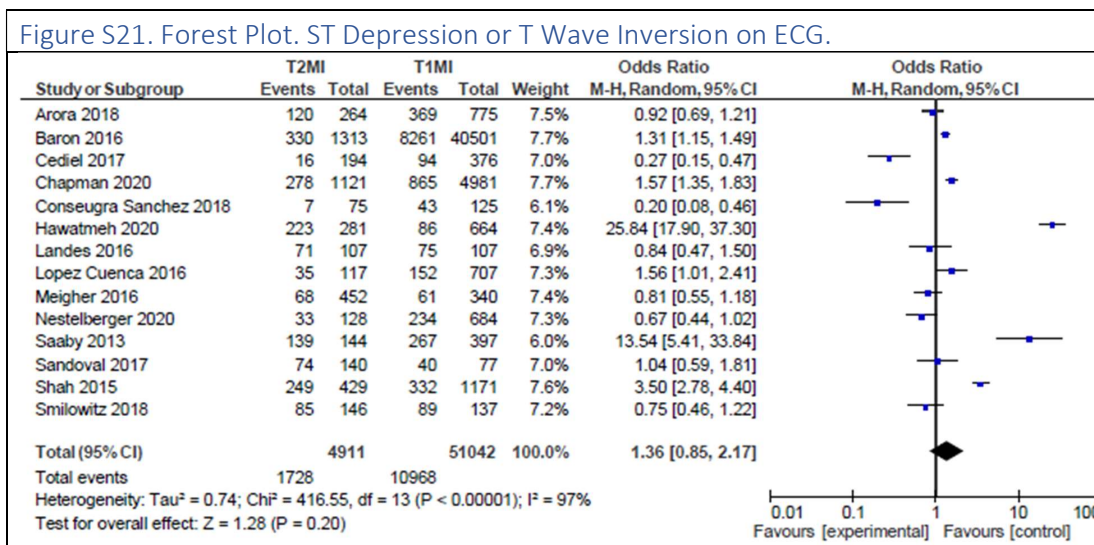 Figure S21. Forest Plot. ST Depression or T Wave Inversion on ECG.
T2MI T1MI Odds Ratio Odds Ratio
Study or Subgroup Events Total Events Total Weight M-H, Random, 95% CI M-H, Random, 95% CI
Arora 2018 120 264 369 775 7.5% 0.92 [0.69, 1.21]
Baron 2016 330 1313 8261 40501 7.7% 1.31 [1.15, 1.49]
Cediel 2017 16 194 94 376 7.0% 0.27 [0.15, 0.47]
Chapman 2020 278 1121 865 4981 7.7% 1.57 [1.35, 1.83]
Conseugra Sanchez 2018 7 75 43 125 6.1% 0.20 [0.08, 0.46]
Hawatmeh 2020 223 281 86 664 7.4% 25.84 [17.90, 37.30]
Landes 2016 71 107 75 107 7.0% 0.84 [0.47, 1.50]
Lopez Cuenca 2016 35 117 152 707 7.3% 1.56 [1.01, 2.41]
Meigher 2016 68 452 61 340 7.4% 0.81 [0.55, 1.18]
Nestelberger 2020 33 128 234 684 7.3% 0.67 [0.44, 1.02]
Saaby 2013 139 144 267 397 6.0% 13.54 [5.41, 33.84]
Sandoval 2017 74 140 40 77 7.0% 1.04 [0.59, 1.81]
Shah 2015 249 429 332 1171 7.6% 3.50 [2.78, 4.40]
Smilowitz 2018 85 146 89 137 7.2% 0.75 [0.46, 1.22]
Total (95% CI) 4911 51042 100.0% 1.36 [0.85, 2.17]
Total events 1728 10968
Heterogeneity: Tau² = 0.74; Chi² = 416.55, df = 13 (P < 0.00001); I² = 97%
Test for overall effect: Z = 1.28 (P = 0.20)
0.01 0.1 1 10 100
Favours [experimental] Favours [control]